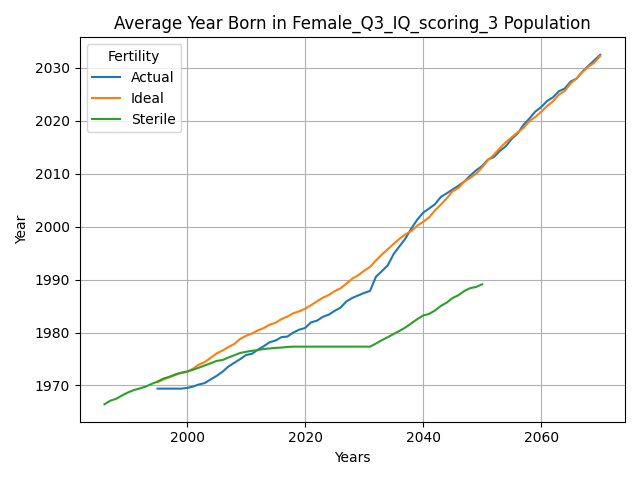 Average Year Born in Female_Q3_IQ_scoring_3 Population
Fertility
Actual
Ideal
Sterile
2030
2020
2010
2000
1990
1980
1970
Year
2000
2020
2040
2060
Years